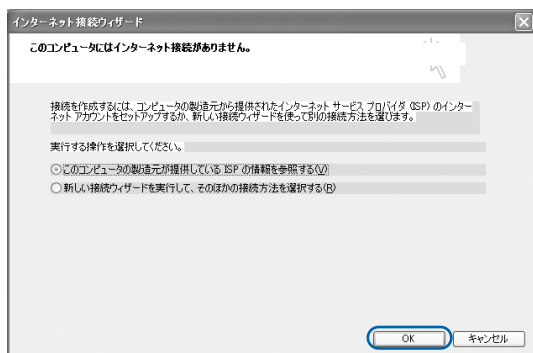 インターネット接続ウィザード
このコンピュータにはインターネット接続がありません。
接続を作成するには、コンピュータの製造元から提供されたインターネット サービス プロバイダ (ISP) のインター
ネット アカウントをセットアップするか、新しい接続ウィザードを使って別の接続方法を選びます。
実行する操作を選択してください。
このコンピュータの製造元が提供している ISP の情報を参照する(V)
新しい接続ウィザードを実行して、そのほかの接続方法を選択する(R)
OK キャンセル